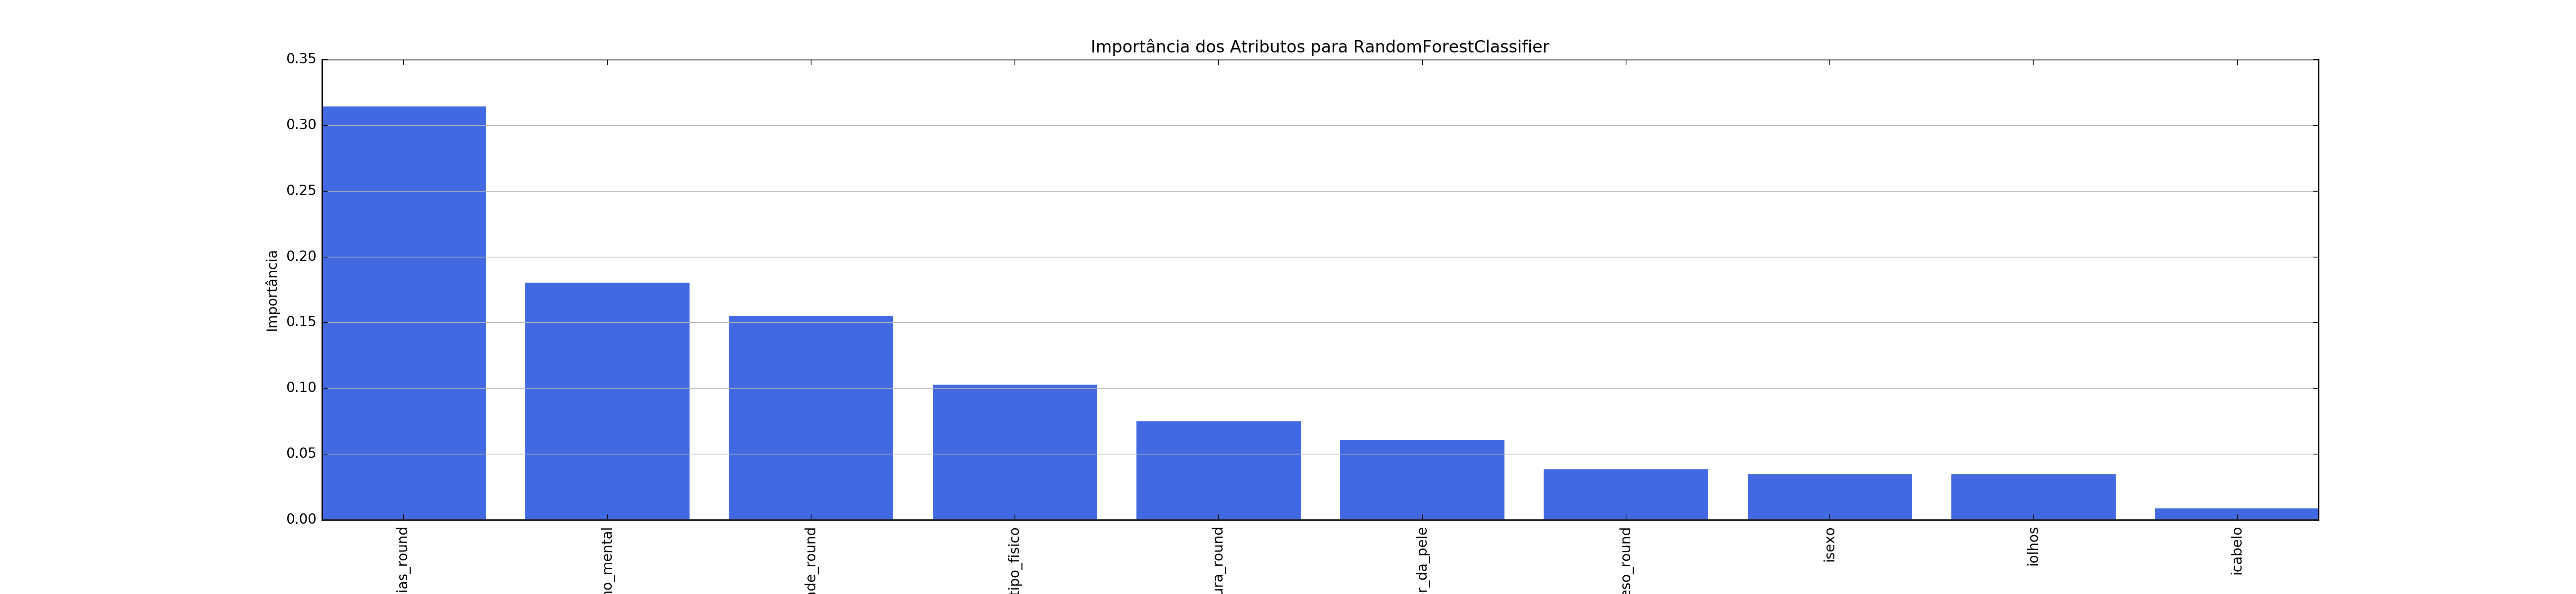 Importância dos Atributos para RandomForestClassifier
0.35
0.30
0.25
0.20
0.15
0.10
0.05
0.00
Importância
ias_round
no_mental
de_round
tipo_fisico
ura_round
r_da_pele
eso_round
isexo
iolhos
icabelo